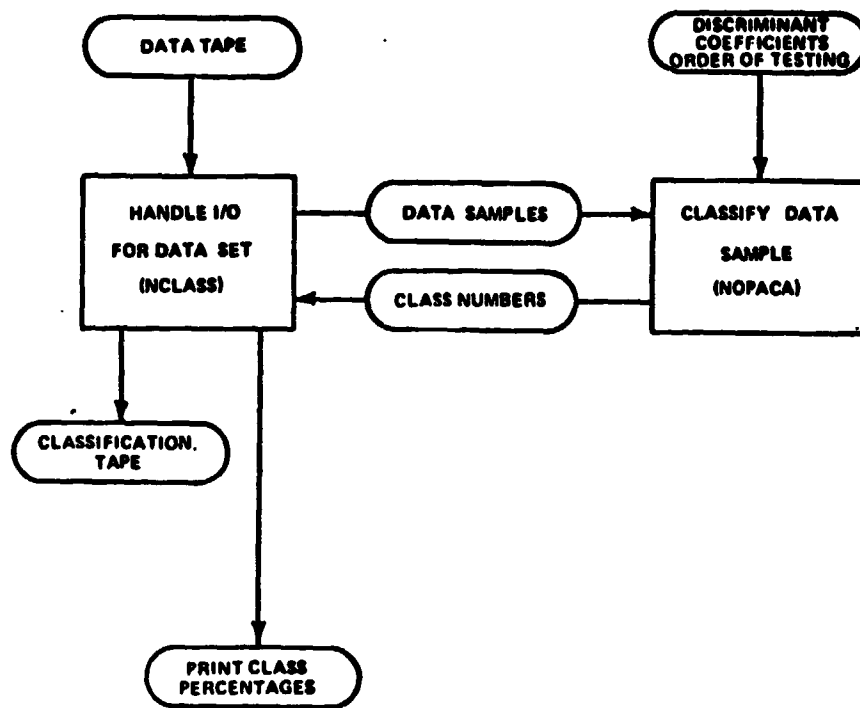 DATA TAPE
DISCRIMINANT
COEFFICIENTS
ORDER OF TESTING
HANDLE I/O
FOR DATA SET
(NCLASS)
DATA SAMPLES
CLASS NUMBERS
CLASSIFY DATA
SAMPLE
(NOPACA)
CLASSIFICATION.
TAPE
PRINT CLASS
PERCENTAGES